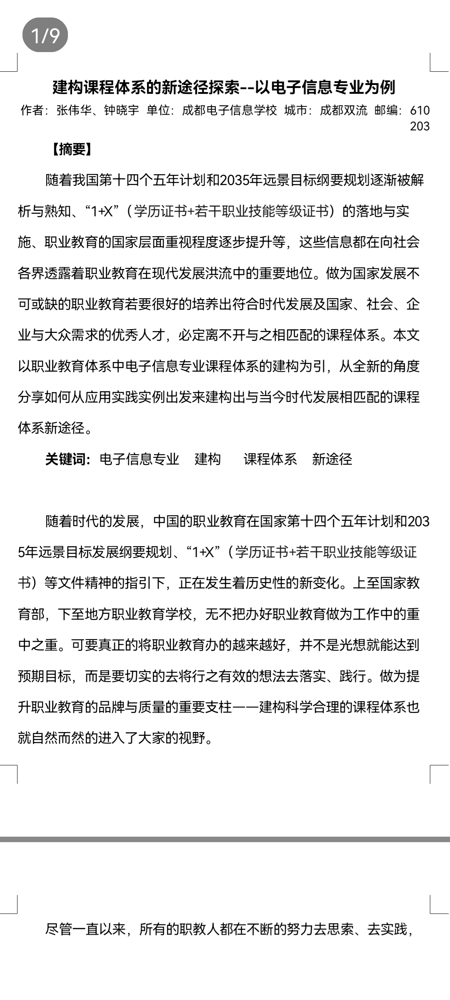 1/9
建构课程体系的新途径探索--以电子信息专业为例
作者：张伟华、钟晓宇 单位：成都电子信息学校 城市：成都双流 邮编：610
203
【摘要】
随着我国第十四个五年计划和2035年远景目标纲要规划逐渐被解
析与熟知、“1+X”（学历证书+若干职业技能等级证书）的落地与实
施、职业教育的国家层面重视程度逐步提升等，这些信息都在向社会
各界透露着职业教育在现代发展洪流中的重要地位。做为国家发展不
可或缺的职业教育若要很好的培养出符合时代发展及国家、社会、企
业与大众需求的优秀人才，必定离不开与之相匹配的课程体系。本文
以职业教育体系中电子信息专业课程体系的建构为引，从全新的角度
分享如何从应用实践实例出发来建构出与当今时代发展相匹配的课程
体系新途径。
关键词：电子信息专业 建构 课程体系 新途径
随着时代的发展，中国的职业教育在国家第十四个五年计划和203
5年远景目标发展纲要规划、“1+X”（学历证书+若干职业技能等级证
书）等文件精神的指引下，正在发生着历史性的新变化。上至国家教
育部，下至地方职业教育学校，无不把办好职业教育做为工作中的重
中之重。可要真正的将职业教育办的越来越好，并不是光想就能达到
预期目标，而是要切实的去将行之有效的想法去落实、践行。做为提
升职业教育的品牌与质量的重要支柱一一建构科学合理的课程体系也
就自然而然的进入了大家的视野。
尽管一直以来，所有的职教人都在不断的努力去思索、去实践，